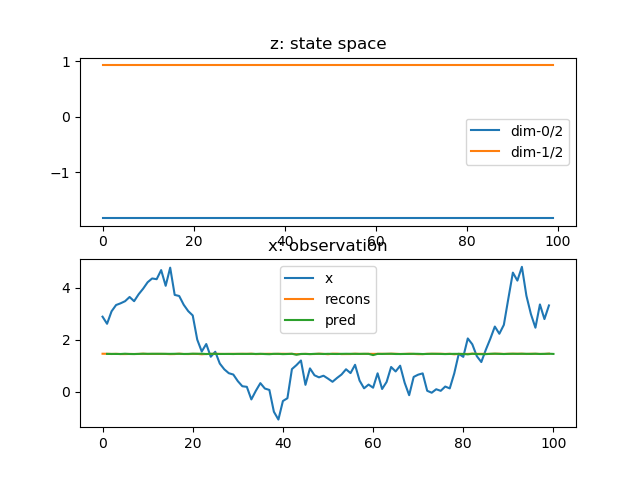 z: state space
1
0
−1
dim-0/2
dim-1/2
0 20 40 60 80 100
x: observation
4
2
0
x
recons
pred
0 20 40 60 80 100